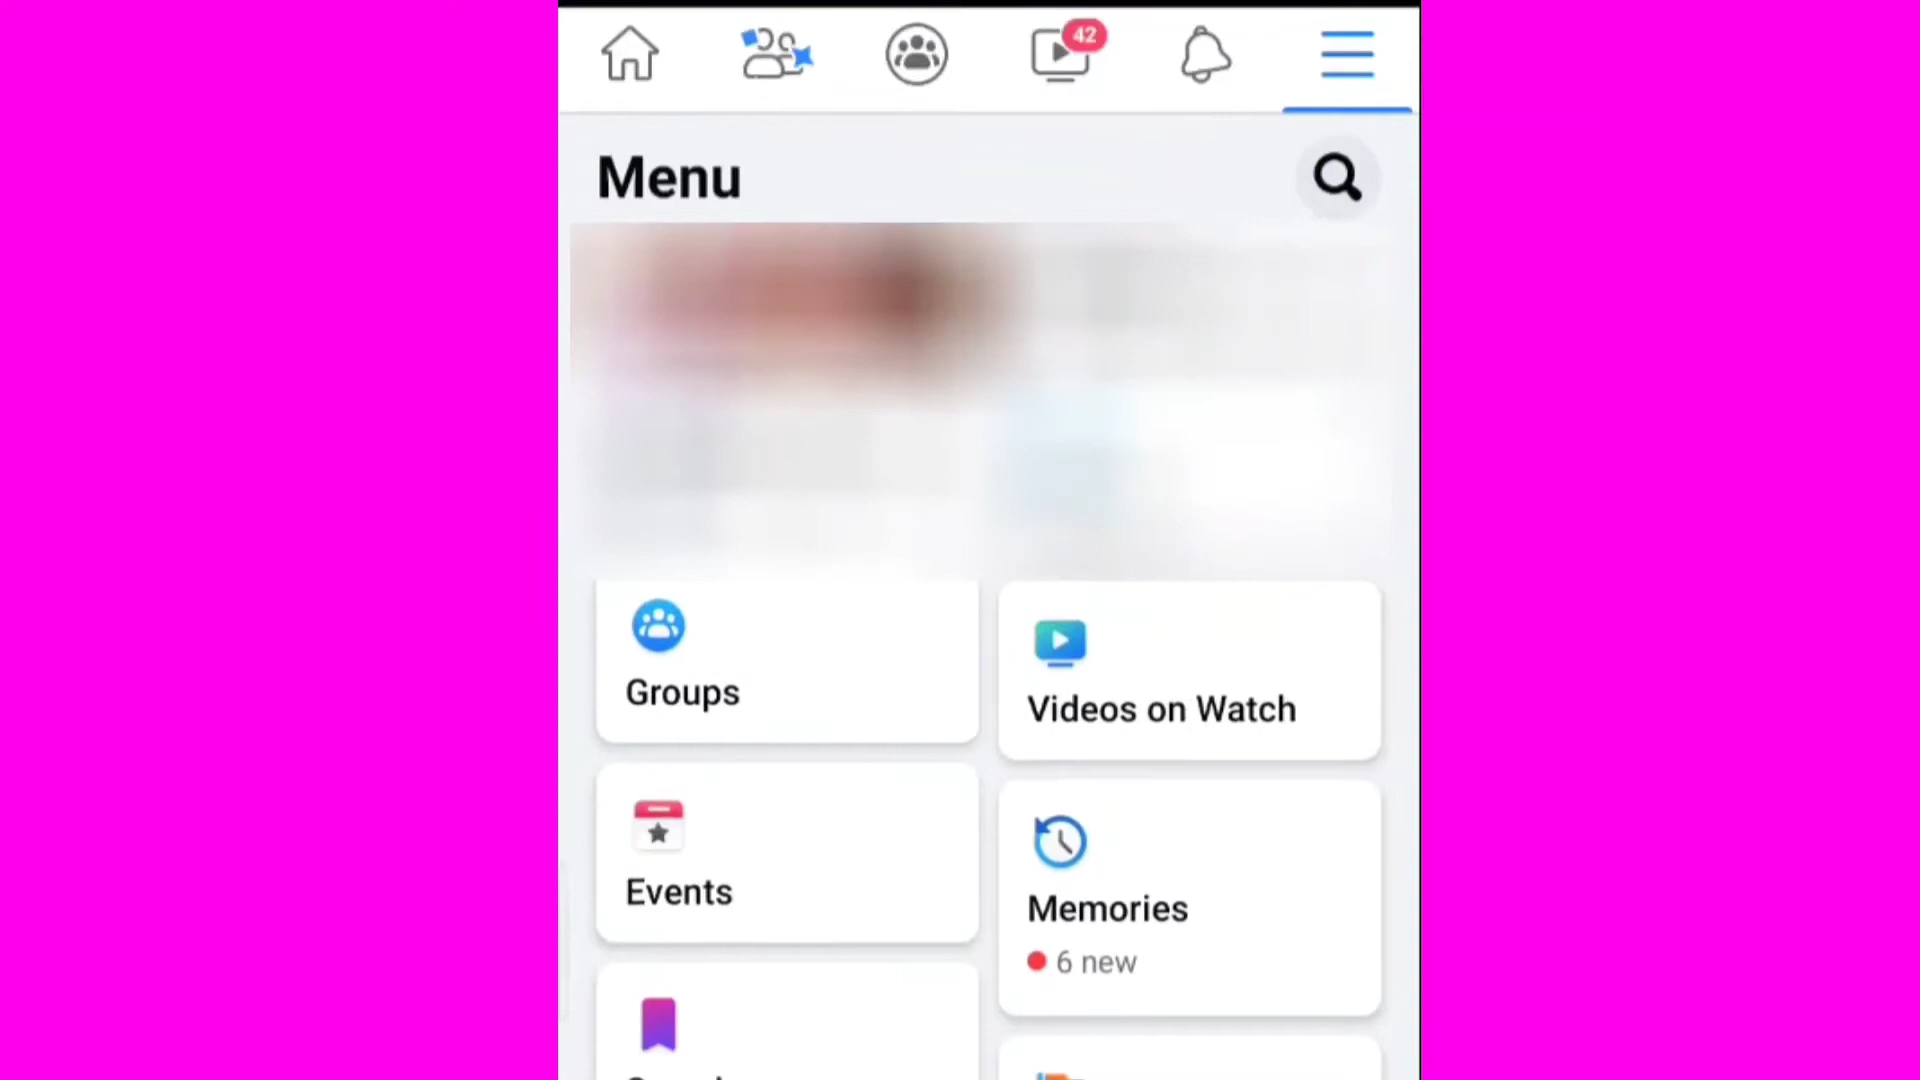 42
Menu
Groups
Videos on Watch
Events
Memories
6 new